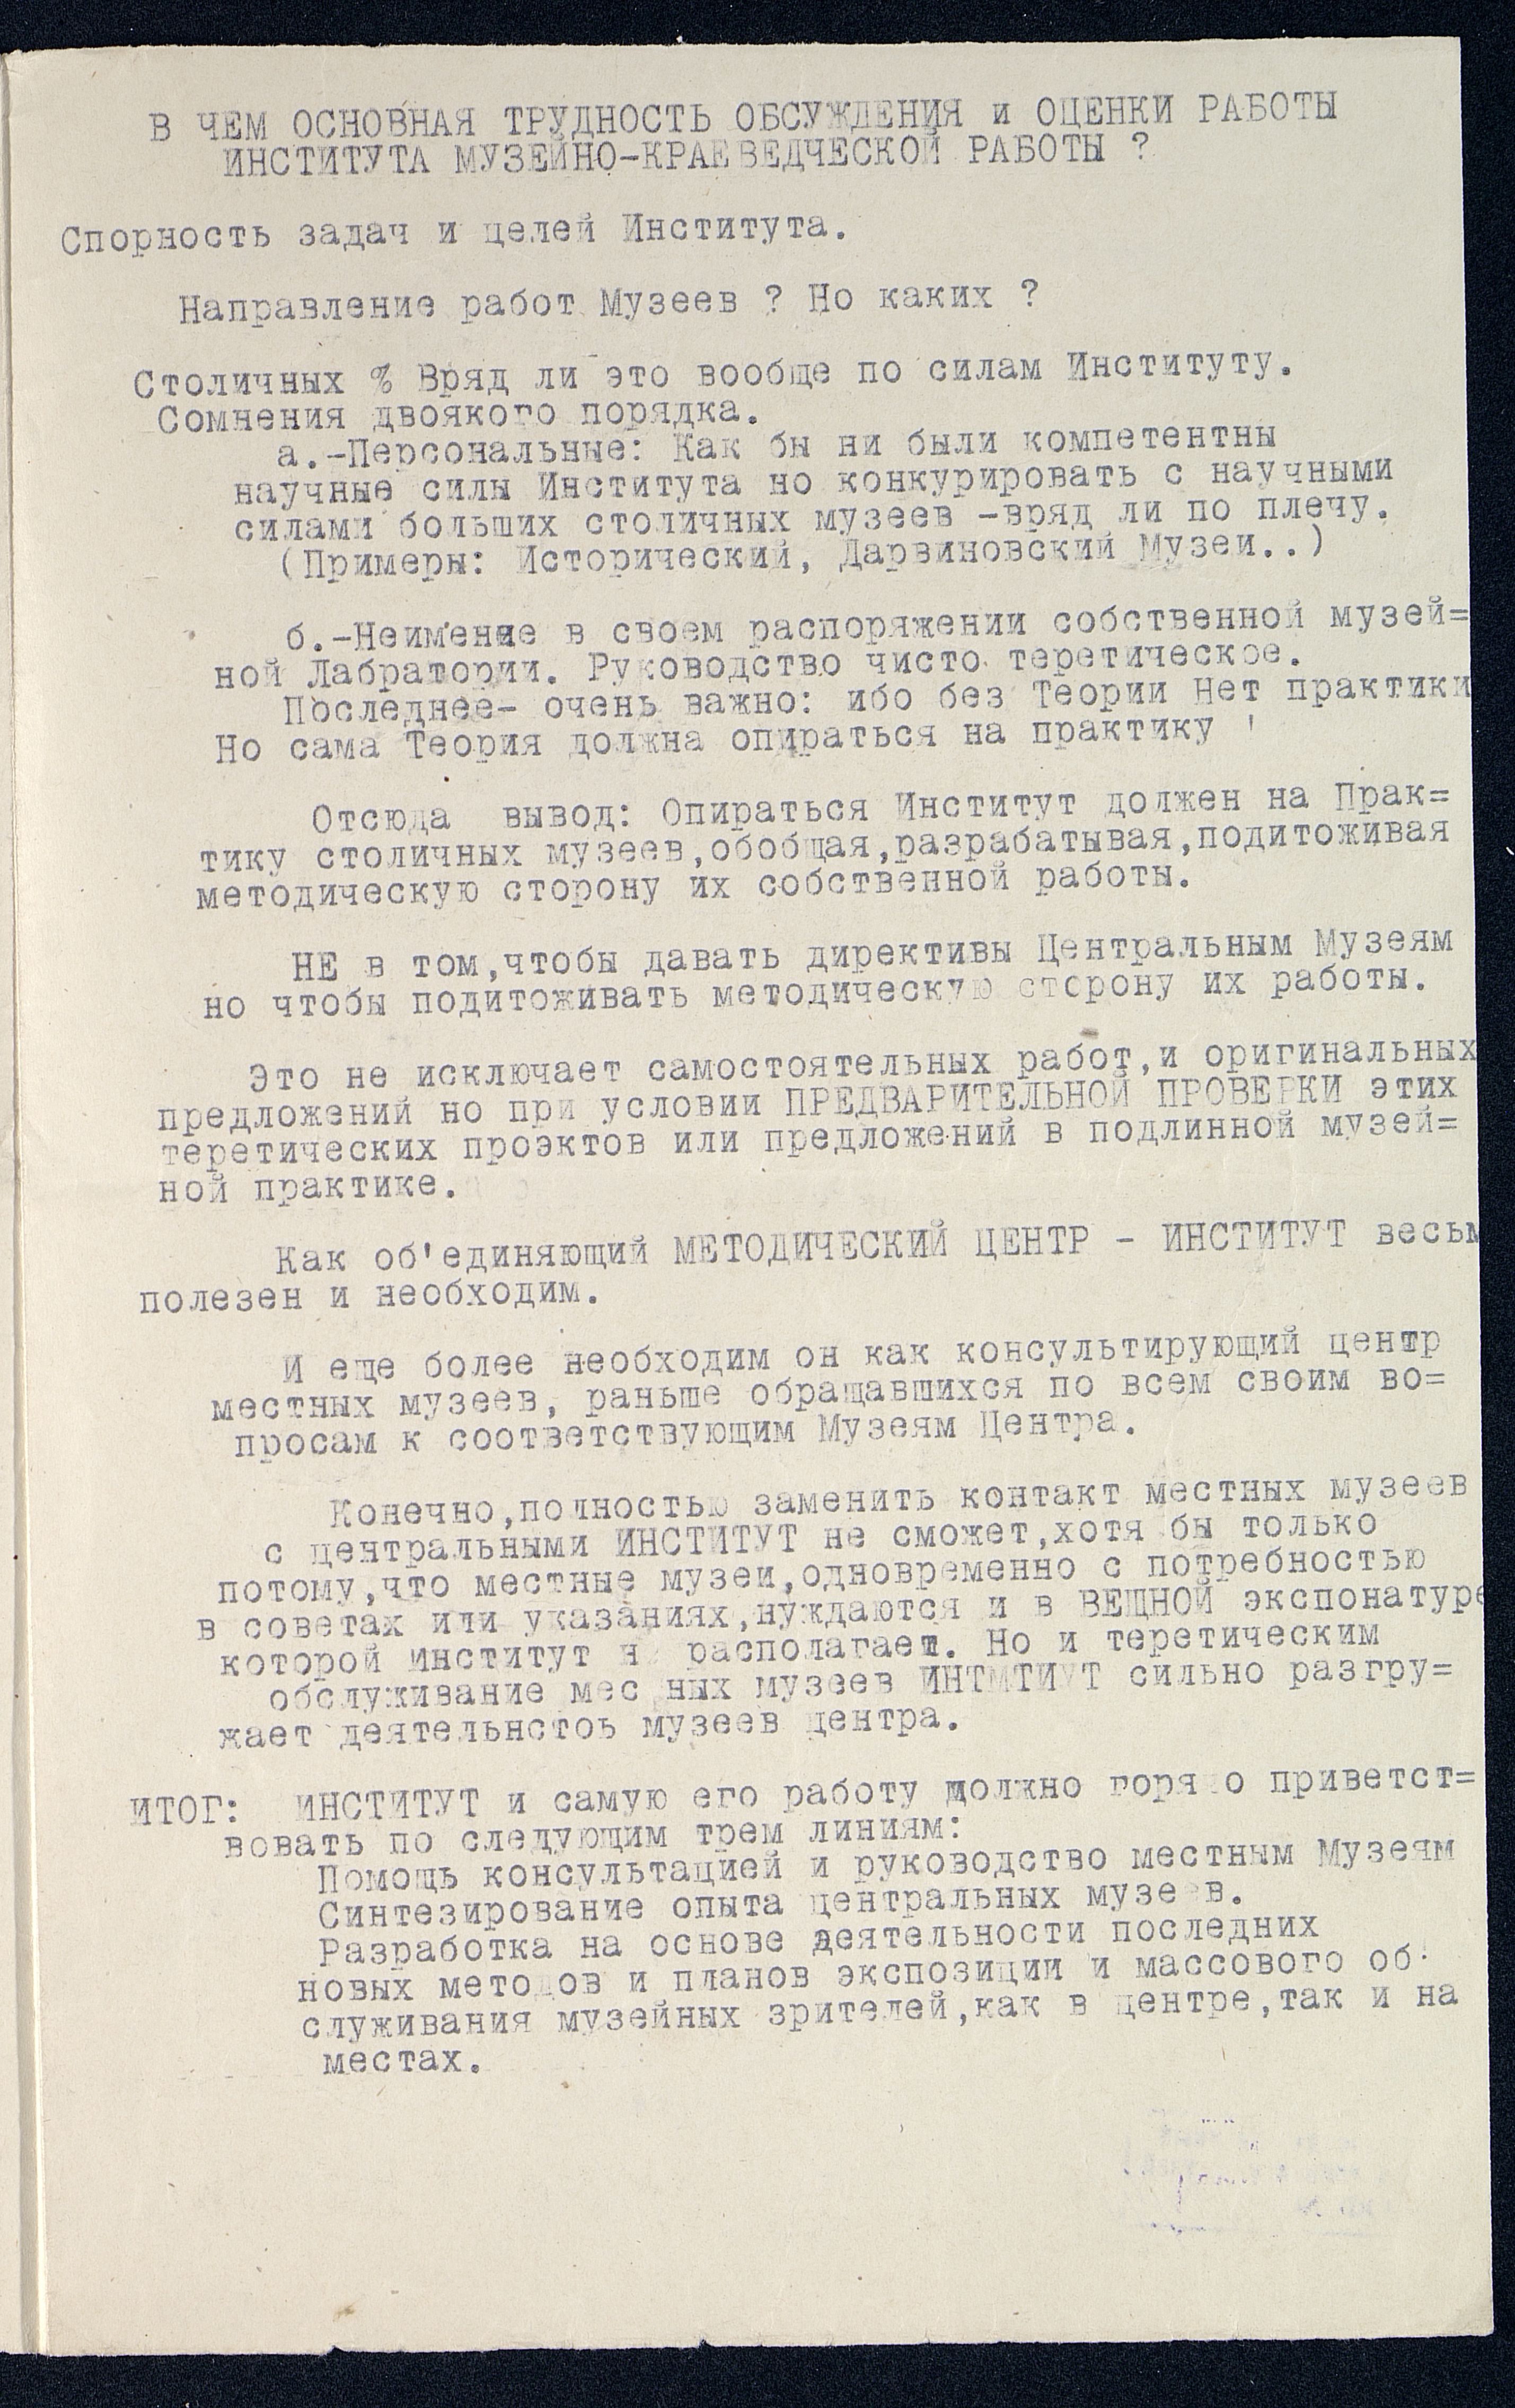 В ЧЕМ ОСНОВНАЯ ТРУДНОСТЬ ОБСУЖДЕНИЯ и ОЦЕНКИ РАБОТЫ
ИНСТИТУТА МУЗЕЙНО-КРАЕВЕДЧЕСКОЙ РАБОТЫ ?
Спорность задач и целей Института.
Направление работ Музеев ? Но каких ?
Столичных % Вряд ли это вообще по силам Институту.
Сомнения двоякого порядка.
а.-Персональные: Как бы ни были компетентны
научные силы Института но конкурировать с научными
силами больших столичных музеев -вряд ли по плечу.
(Примеры: Исторический, Дарвиновский Музеи..)
б.-Неимение в своем распоряжении собственной музей=
ной Лабратории. Руководство чисто теретическое.
Последнее- очень важно: ибо без Теории Нет практики
Но сама Теория должна опираться на практику !
Отсюда вывод: Опираться Институт должен на Прак=
тику столичных музеев,обобщая,разрабатывая,подитоживая
методическую сторону их собственной работы.
НЕ в том,чтобы давать директивы Центральным Музеям
но чтобы подитоживать методическую сторону их работы.
Это не исключает самостоятельных работ,и оригинальных
предложений но при условии ПРЕДВАРИТЕЛЬНОЙ ПРОВЕРКИ этих
теретических проэктов или предложений в подлинной музей=
ной практике.
Как об'единяющий МЕТОДИЧЕСКИЙ ЦЕНТР - ИНСТИТУТ весьм
полезен и необходим.
И еще более необходим он как консультирующий центр
местных музеев, раньше обращавшихся по всем своим во=
просам к соответствующим Музеям Центра.
Конечно,полностью заменить контакт местных музеев
с центральными ИНСТИТУТ не сможет,хотя бы только
потому,что местные музеи,одновременно с потребностью
в советах или указаниях,нуждаются и в ВЕЩНОЙ экспонатуре
которой институт н располагает. Но и теретическим
обслуживание мес ных музеев ИНТМТИУТ сильно разгру=
жает деятельнстоь музеев центра.
ИТОГ: ИНСТИТУТ и самую его работу должно горя о приветст=
вовать по следующим трем линиям:
Помощь консультацией и руководство местным Музеям
Синтезирование опыта центральных музеев.
Разработка на основе деятельности последних
новых методов и планов экспозиции и массового об-
служивания музейных зрителей,как в центре,так и на
местах.